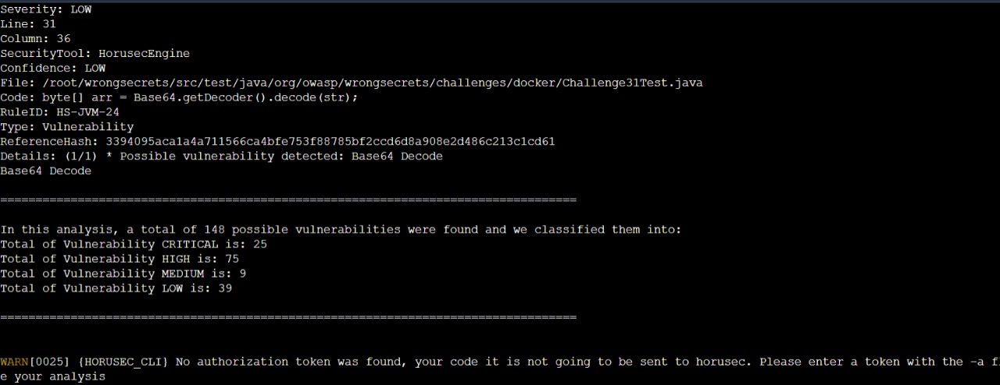 Severity: LOW
Line: 31
Column: 36
SecurityTool: HorusecEngine
Confidence: LOW
File: /root/wrongsecrets/src/test/java/org/owasp/wrongsecrets/challenges/docker/Challenge31Test.java
Code: byte[] arr = Base64.getDecoder().decode(str);
RuleID: HS-JVM-24
Type: Vulnerability
ReferenceHash: 3394095aca1a4a711566ca4bfe753f88785bf2ccd6d8a908e2d486c213c1cd61
Details: (1/1) * Possible vulnerability detected: Base64 Decode
Base64 Decode
==================================================================================
In this analysis, a total of 148 possible vulnerabilities were found and we classified them into:
Total of Vulnerability CRITICAL is: 25
Total of Vulnerability HIGH is: 75
Total of Vulnerability MEDIUM is: 9
Total of Vulnerability LOW is: 39
==================================================================================
WARN[0025] {HORUSEC_CLI} No authorization token was found, your code it is not going to be sent to horusec. Please enter a token with the -a
e your analysis